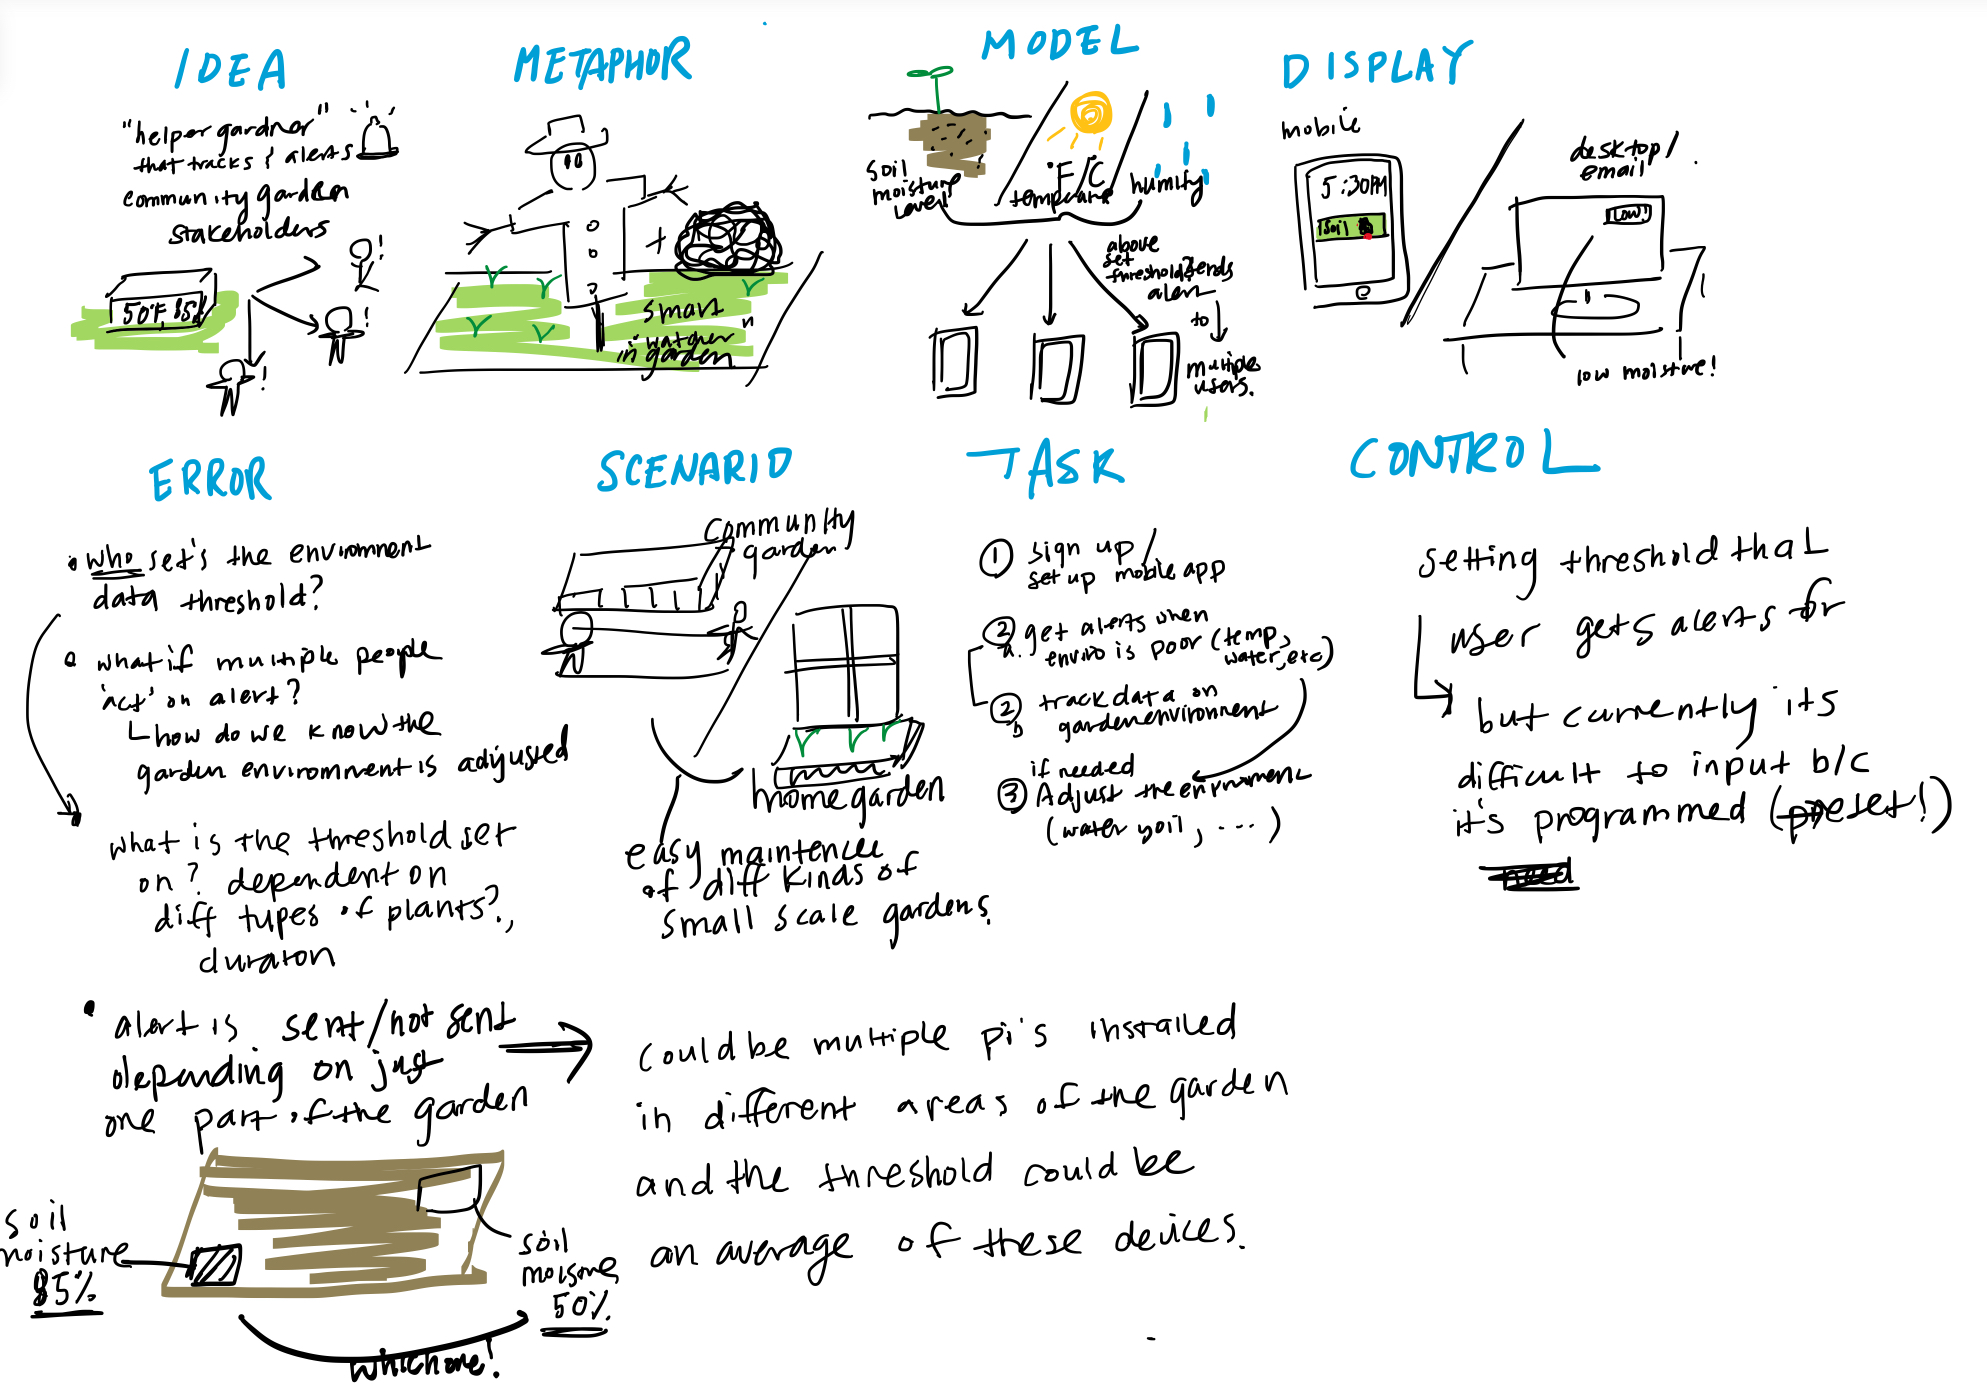 IDEA
"helper gardner"
that tracks & alerts
community garden
stakeholders
50°F, 85%
!
!
!
METAPHOR
+
smart
watcher
in garden
MODEL
soil
moisture
level
°F/C
temperature
humity
above
set
threshold, sends
alert
to
multiple
users.
DISPLAY
mobile
5:30PM
soil
desktop/
email
low!
low moisture!
ERROR
• who set's the enviromnent
data threshold?
• what if multiple people
'act' on alert?
how do we know the
garden enviromnent is adjusted
what is the threshold set
on? dependent on
diff types of plants?,
duraton
• alert is sent/not sent
depending on just
one part of the garden
soil
moisture
85%
soil
moisture
50%
which one!
could be multiple pi's installed
in different areas of the garden
and the threshold could be
an average of these devices.
SCENARIO
community
garden
home garden
easy maintence
of diff kinds of
small scale gardens.
TASK
① sign up/
set up mobile app
② get alerts when
a. enviro is poor (temp,
water, etc)
② track data on
b garden environment
if needed
③ Adjust the enviroment
(water soil, ....)
CONTROL
setting threshold that
user gets alerts for
but currently its
difficult to input b/c
it's programmed (preset!)
need